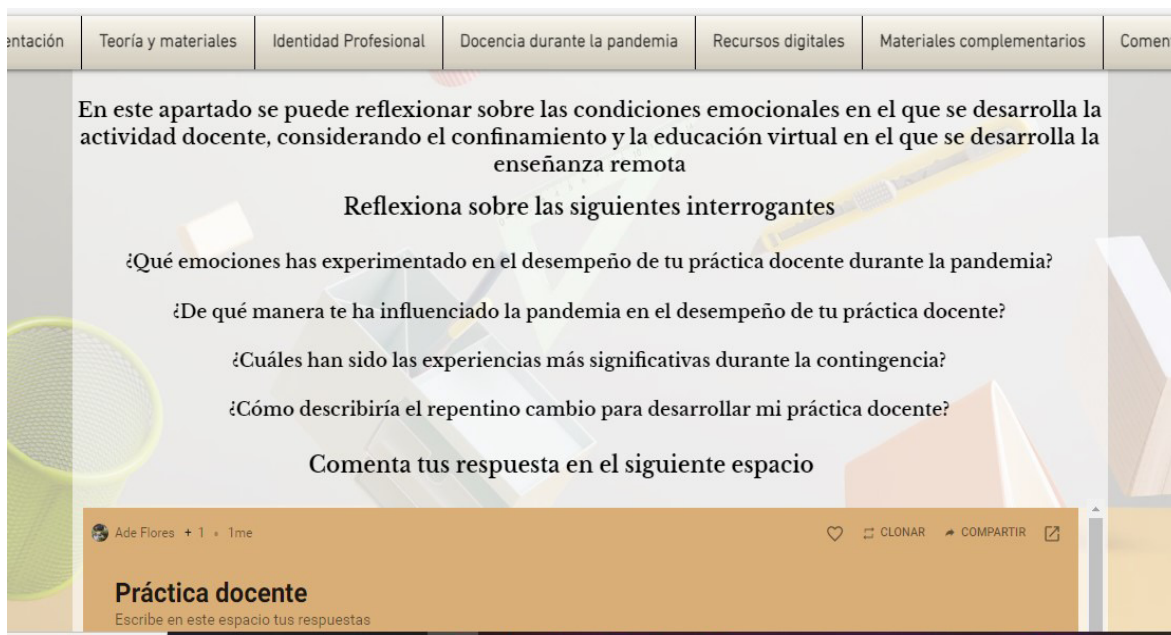 entación Teoría y materiales Identidad Profesional Docencia durante la pandemia Recursos digitales Materiales complementarios Comen
En este apartado se puede reflexionar sobre las condiciones emocionales en el que se desarrolla la
actividad docente, considerando el confinamiento y la educación virtual en el que se desarrolla la
enseñanza remota
Reflexiona sobre las siguientes interrogantes
¿Qué emociones has experimentado en el desempeño de tu práctica docente durante la pandemia?
¿De qué manera te ha influenciado la pandemia en el desempeño de tu práctica docente?
¿Cuáles han sido las experiencias más significativas durante la contingencia?
¿Cómo describiría el repentino cambio para desarrollar mi práctica docente?
Comenta tus respuesta en el siguiente espacio
Ade Flores + 1 • 1me CLONAR COMPARTIR
Práctica docente
Escribe en este espacio tus respuestas